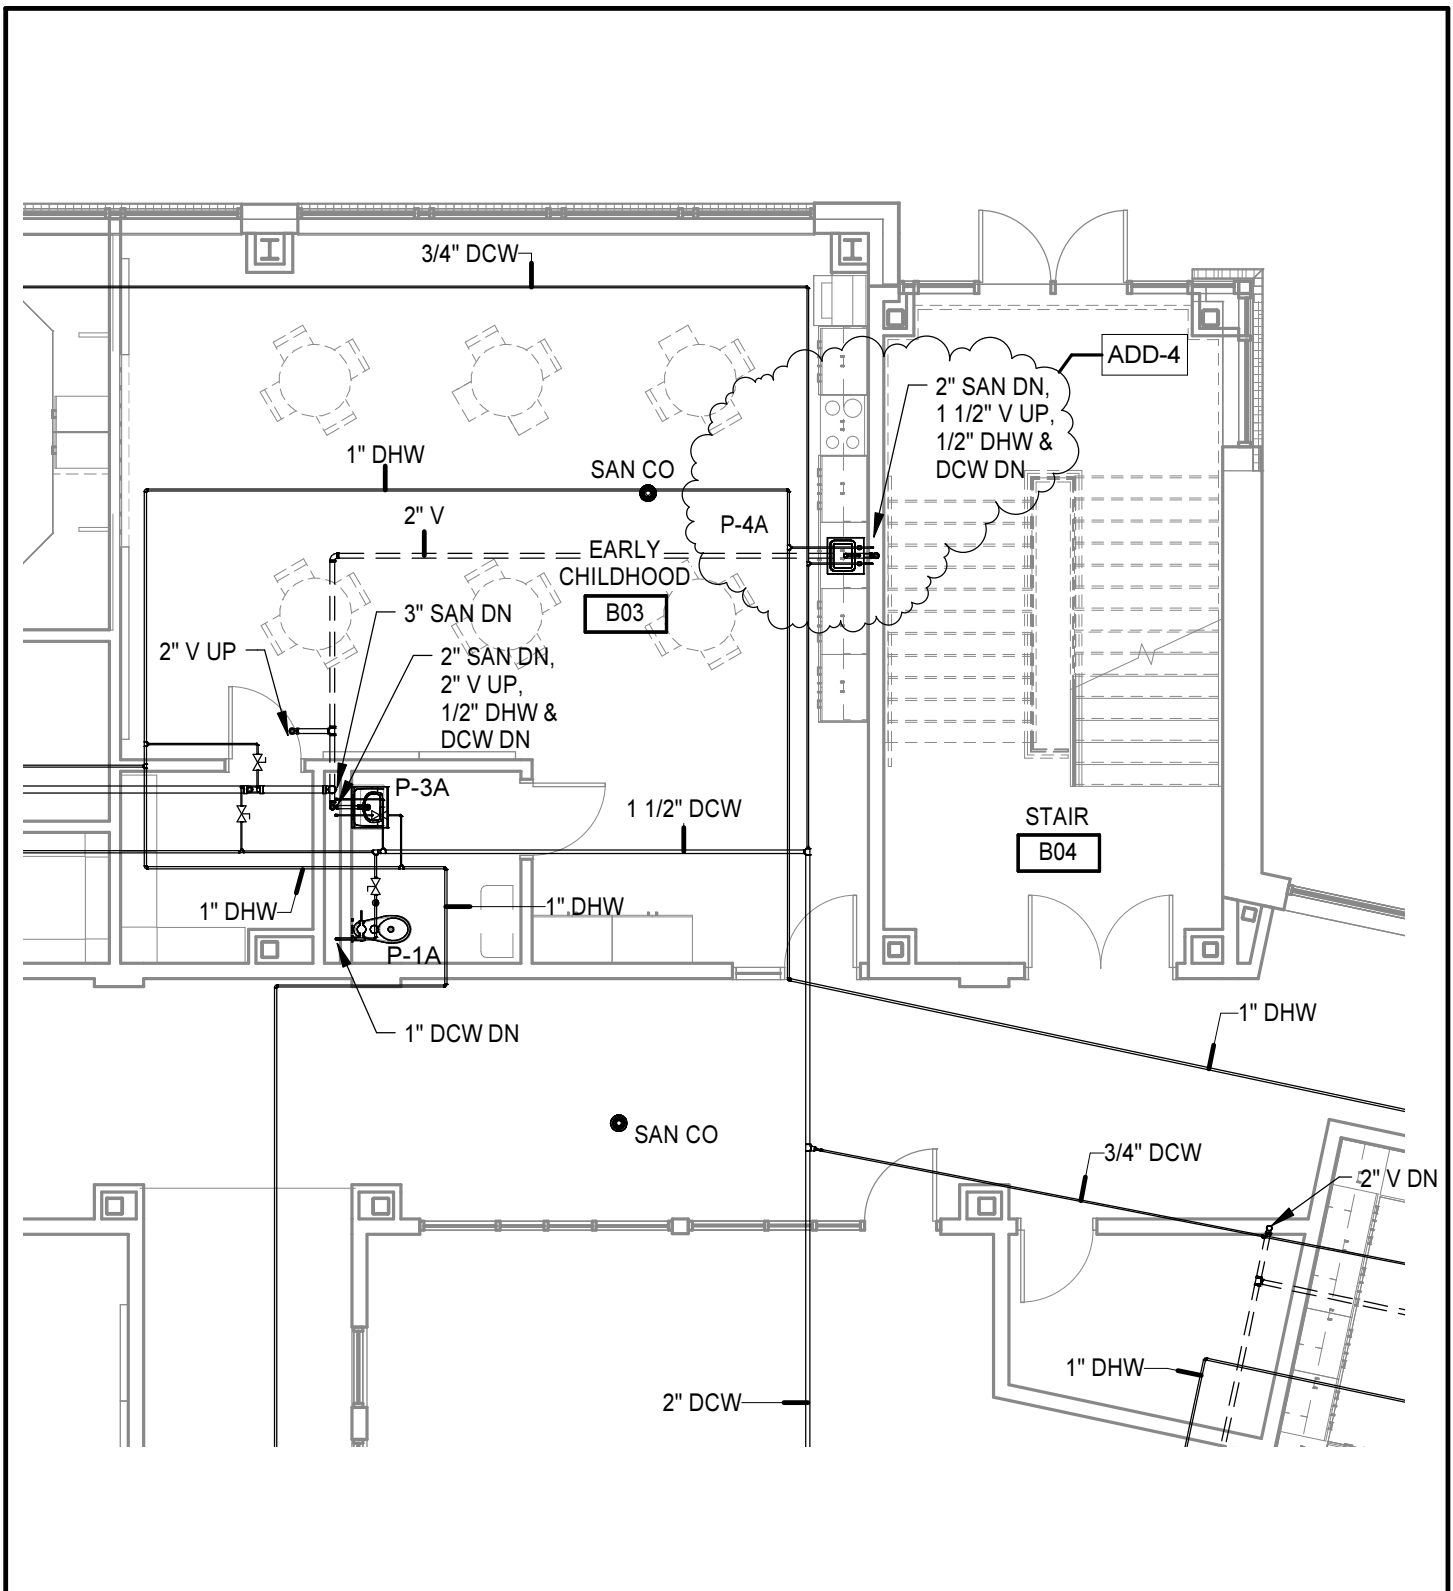 3/4" DCW
ADD-4
2" SAN DN,
1 1/2" V UP,
1/2" DHW &
DCW DN
1" DHW
SAN CO
2" V
P-4A
EARLY
CHILDHOOD
B03
3" SAN DN
2" V UP
2" SAN DN,
2" V UP,
1/2" DHW &
DCW DN
P-3A
1 1/2" DCW
STAIR
B04
1" DHW
1" DHW
P-1A
1" DCW DN
1" DHW
SAN CO
3/4" DCW
2" V DN
1" DHW
2" DCW